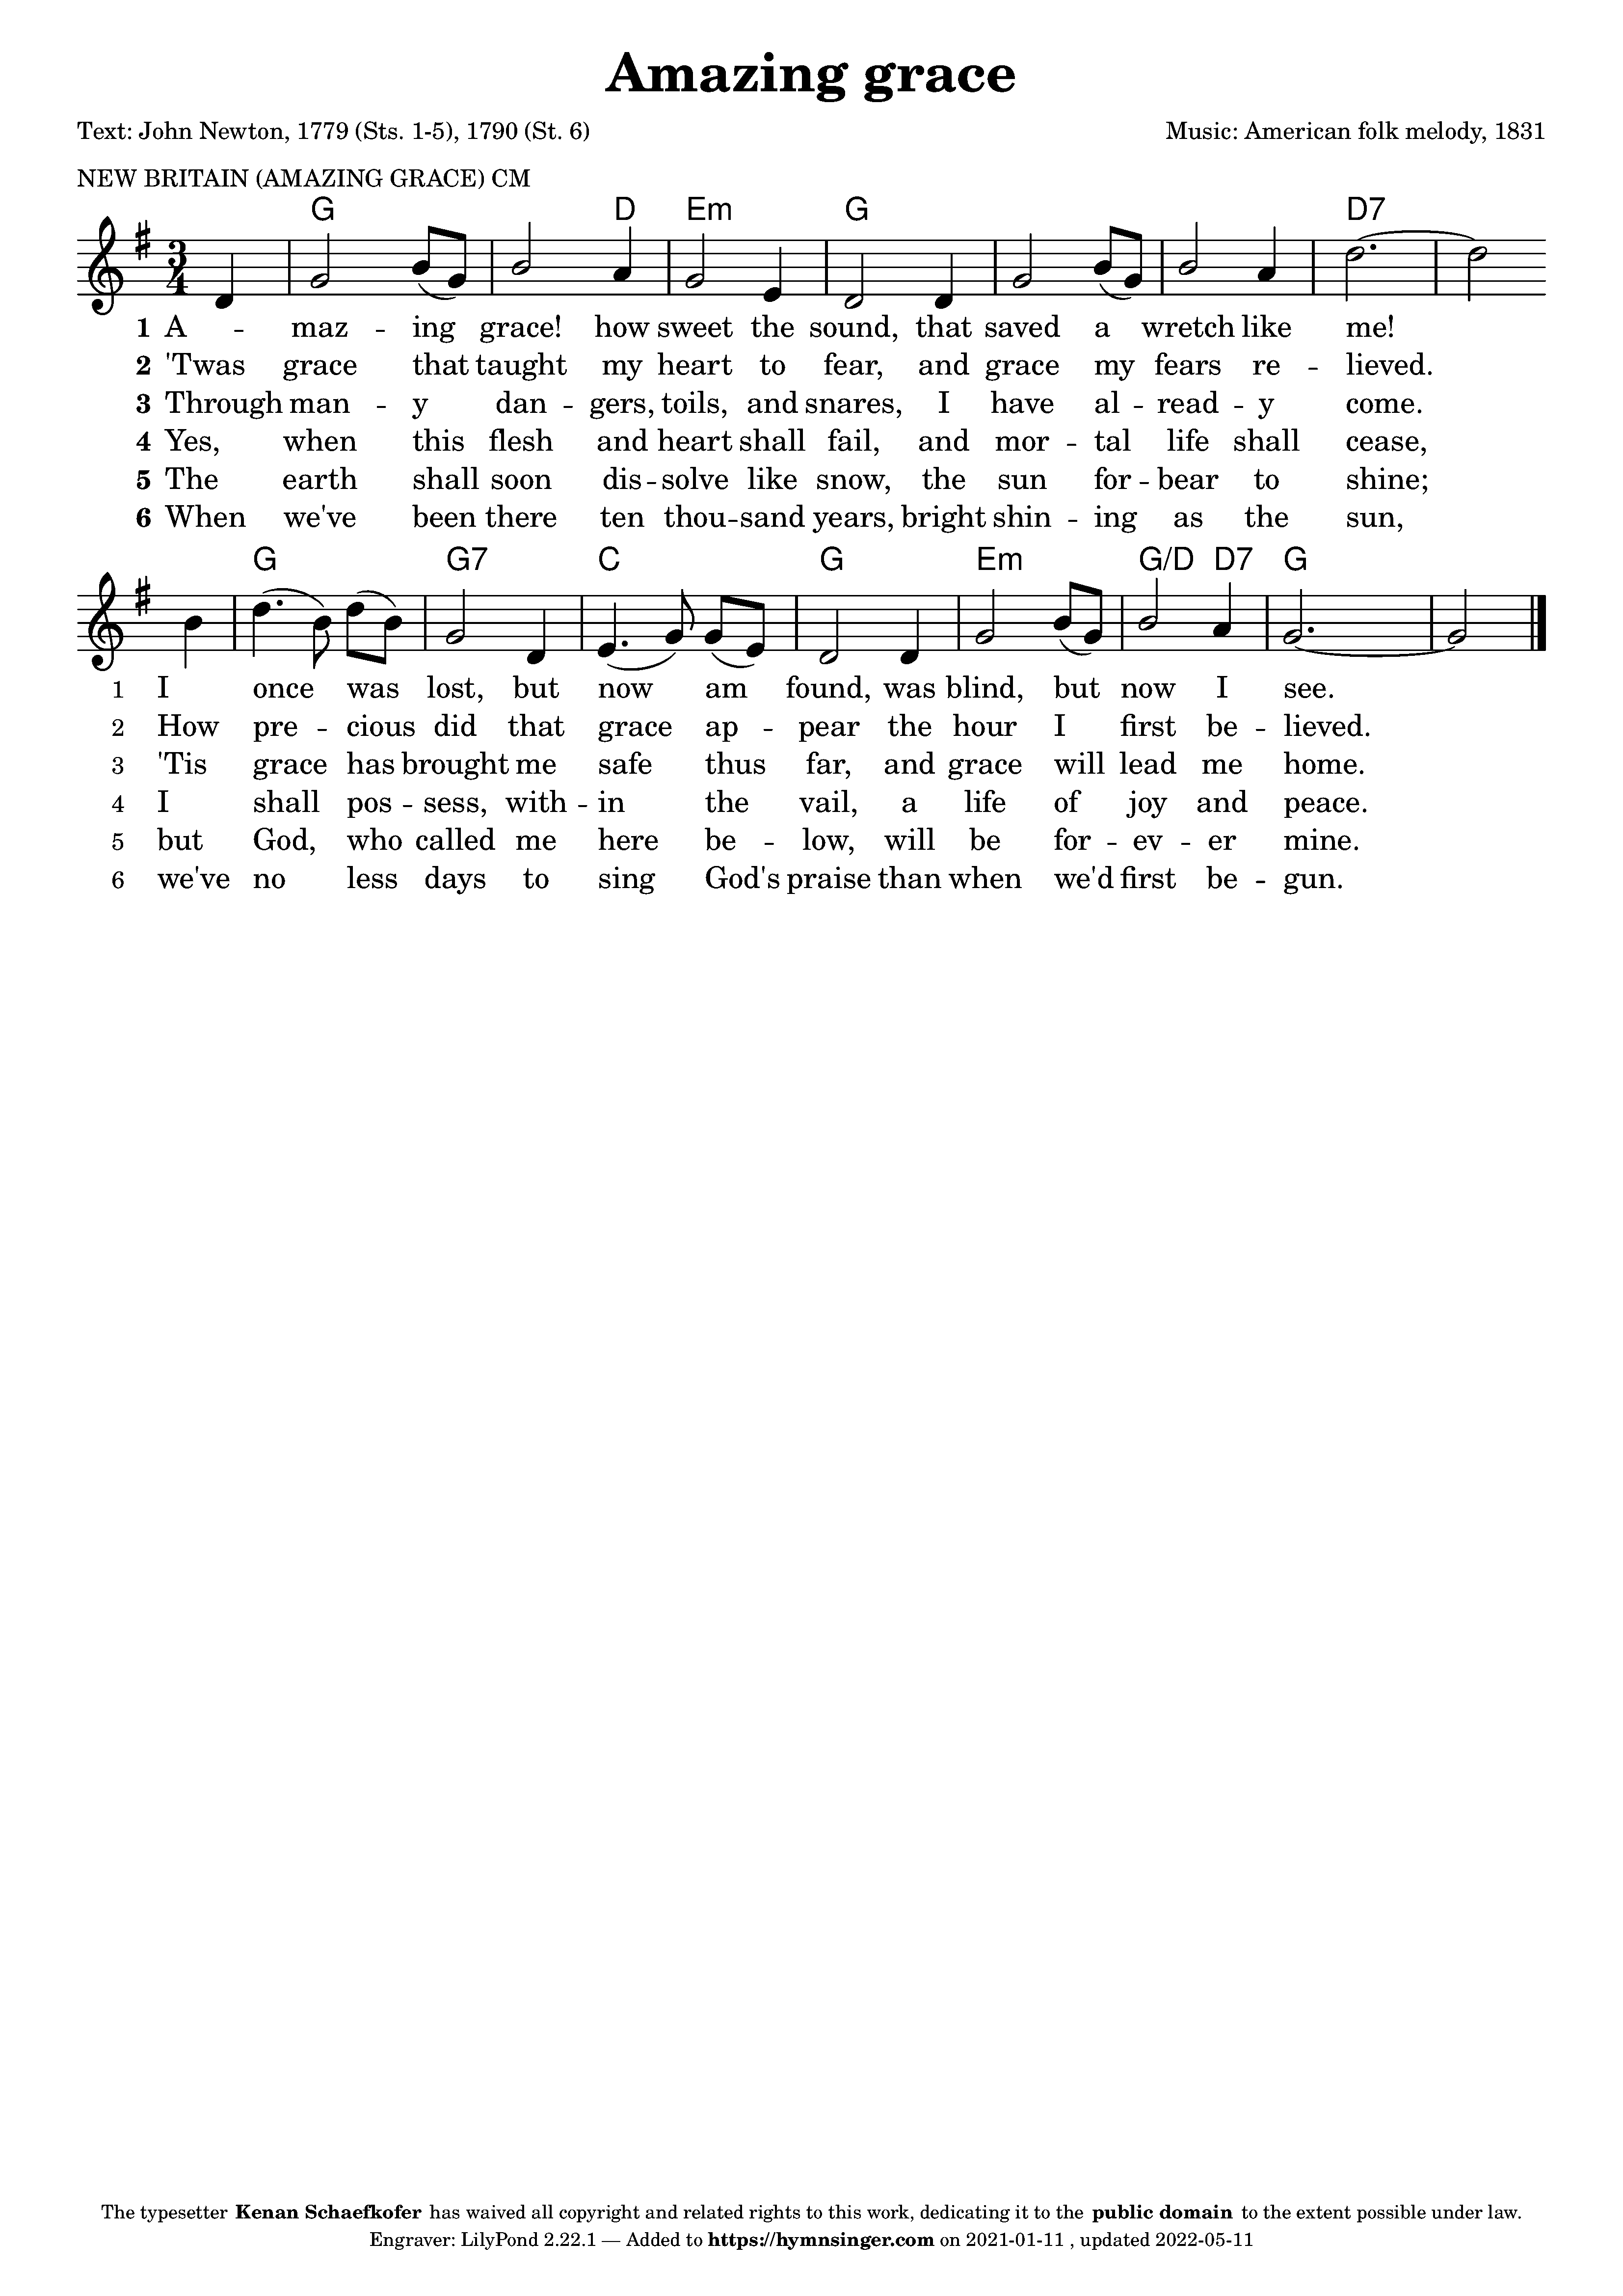 Amazing grace
Text: John Newton, 1779 (Sts. 1-5), 1790 (St. 6)
Music: American folk melody, 1831
NEW BRITAIN (AMAZING GRACE) CM
G D Em G D7
3
4
1 A -- maz -- ing grace! how sweet the sound, that saved a wretch like me!
2 'Twas grace that taught my heart to fear, and grace my fears re -- lieved.
3 Through man -- y dan -- gers, toils, and snares, I have al -- read -- y come.
4 Yes, when this flesh and heart shall fail, and mor -- tal life shall cease,
5 The earth shall soon dis -- solve like snow, the sun for -- bear to shine;
6 When we've been there ten thou -- sand years, bright shin -- ing as the sun,
G G7 C G Em G/D D7 G
1 I once was lost, but now am found, was blind, but now I see.
2 How pre -- cious did that grace ap -- pear the hour I first be -- lieved.
3 'Tis grace has brought me safe thus far, and grace will lead me home.
4 I shall pos -- sess, with -- in the vail, a life of joy and peace.
5 but God, who called me here be -- low, will be for -- ev -- er mine.
6 we've no less days to sing God's praise than when we'd first be -- gun.
The typesetter Kenan Schaefkofer has waived all copyright and related rights to this work, dedicating it to the public domain to the extent possible under law.
Engraver: LilyPond 2.22.1 — Added to https://hymnsinger.com on 2021-01-11 , updated 2022-05-11